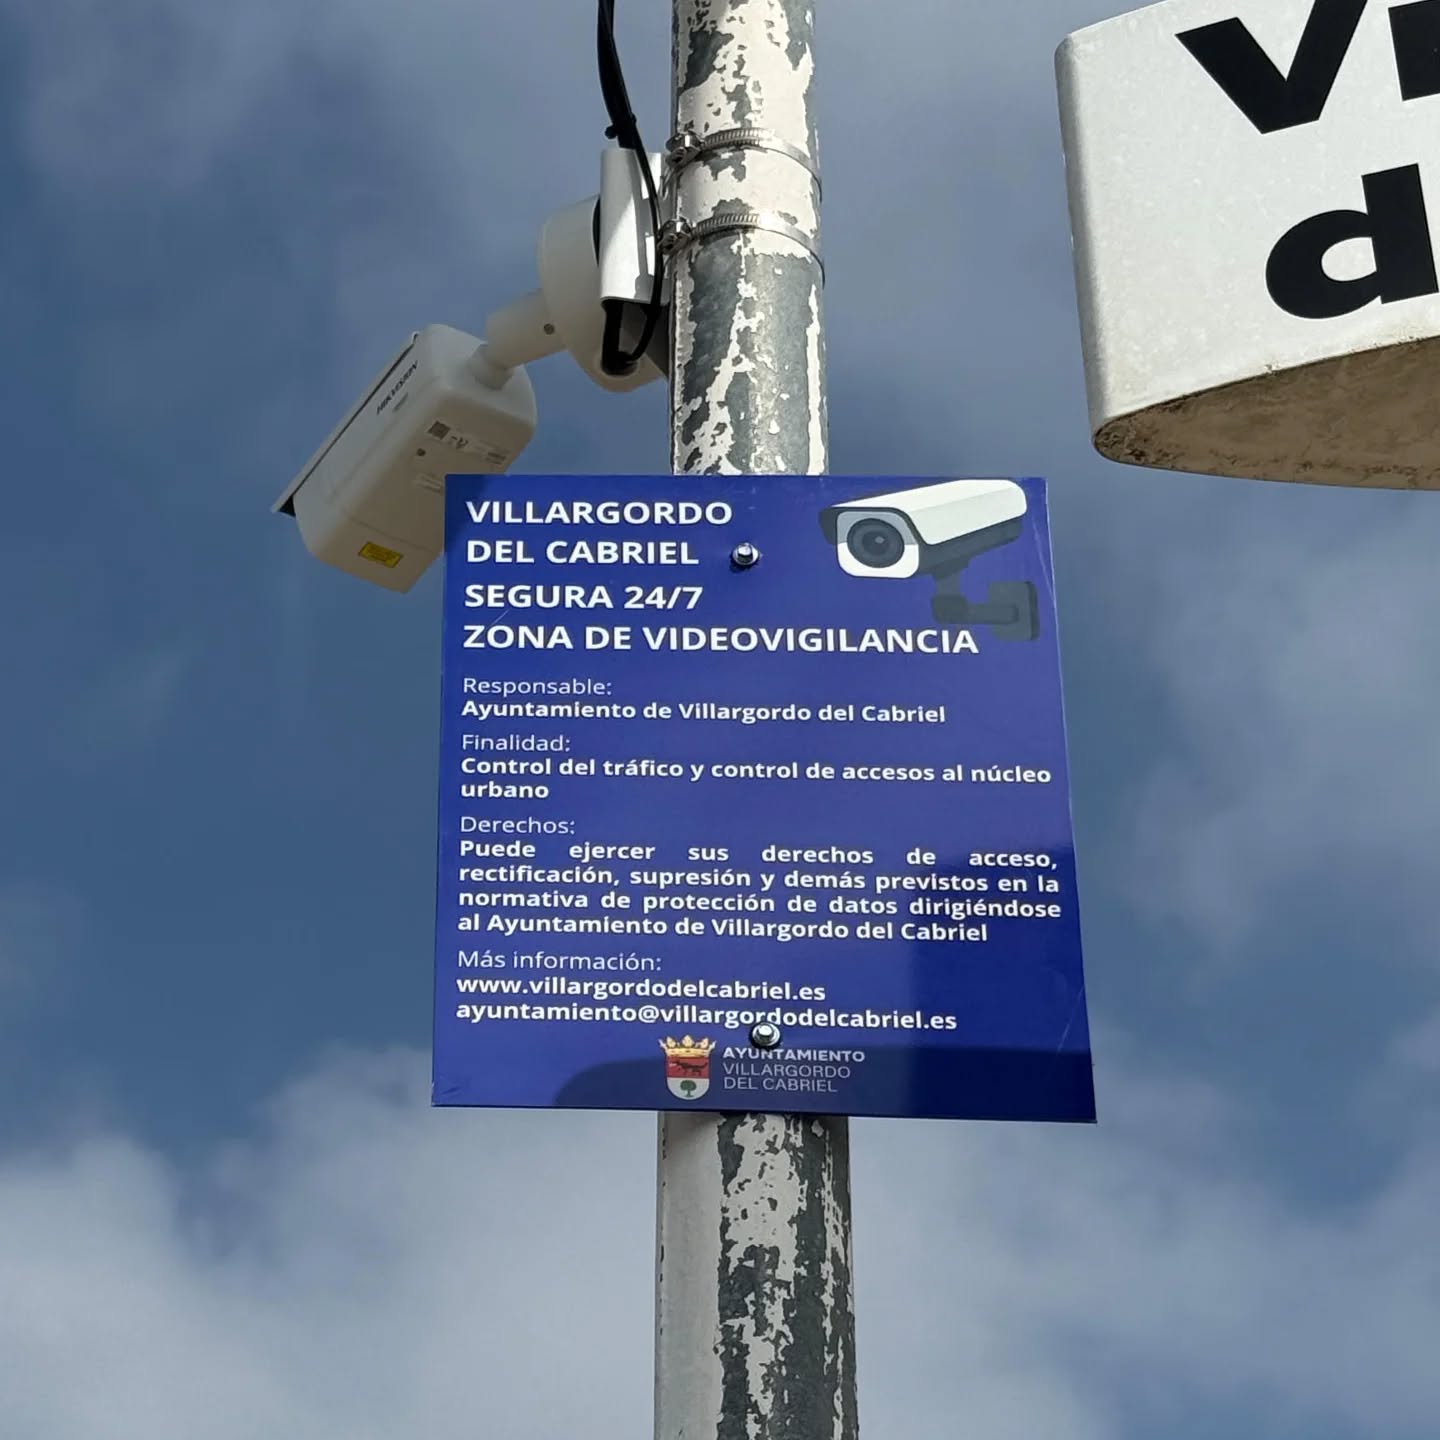 Vi
d
HIKVISION
VILLARGORDO
DEL CABRIEL
SEGURA 24/7
ZONA DE VIDEOVIGILANCIA
Responsable:
Ayuntamiento de Villargordo del Cabriel
Finalidad:
Control del tráfico y control de accesos al núcleo
urbano
Derechos:
Puede ejercer sus derechos de acceso,
rectificación, supresión y demás previstos en la
normativa de protección de datos dirigiéndose
al Ayuntamiento de Villargordo del Cabriel
Más información:
www.villargordodelcabriel.es
ayuntamiento@villargordodelcabriel.es
AYUNTAMIENTO
VILLARGORDO
DEL CABRIEL